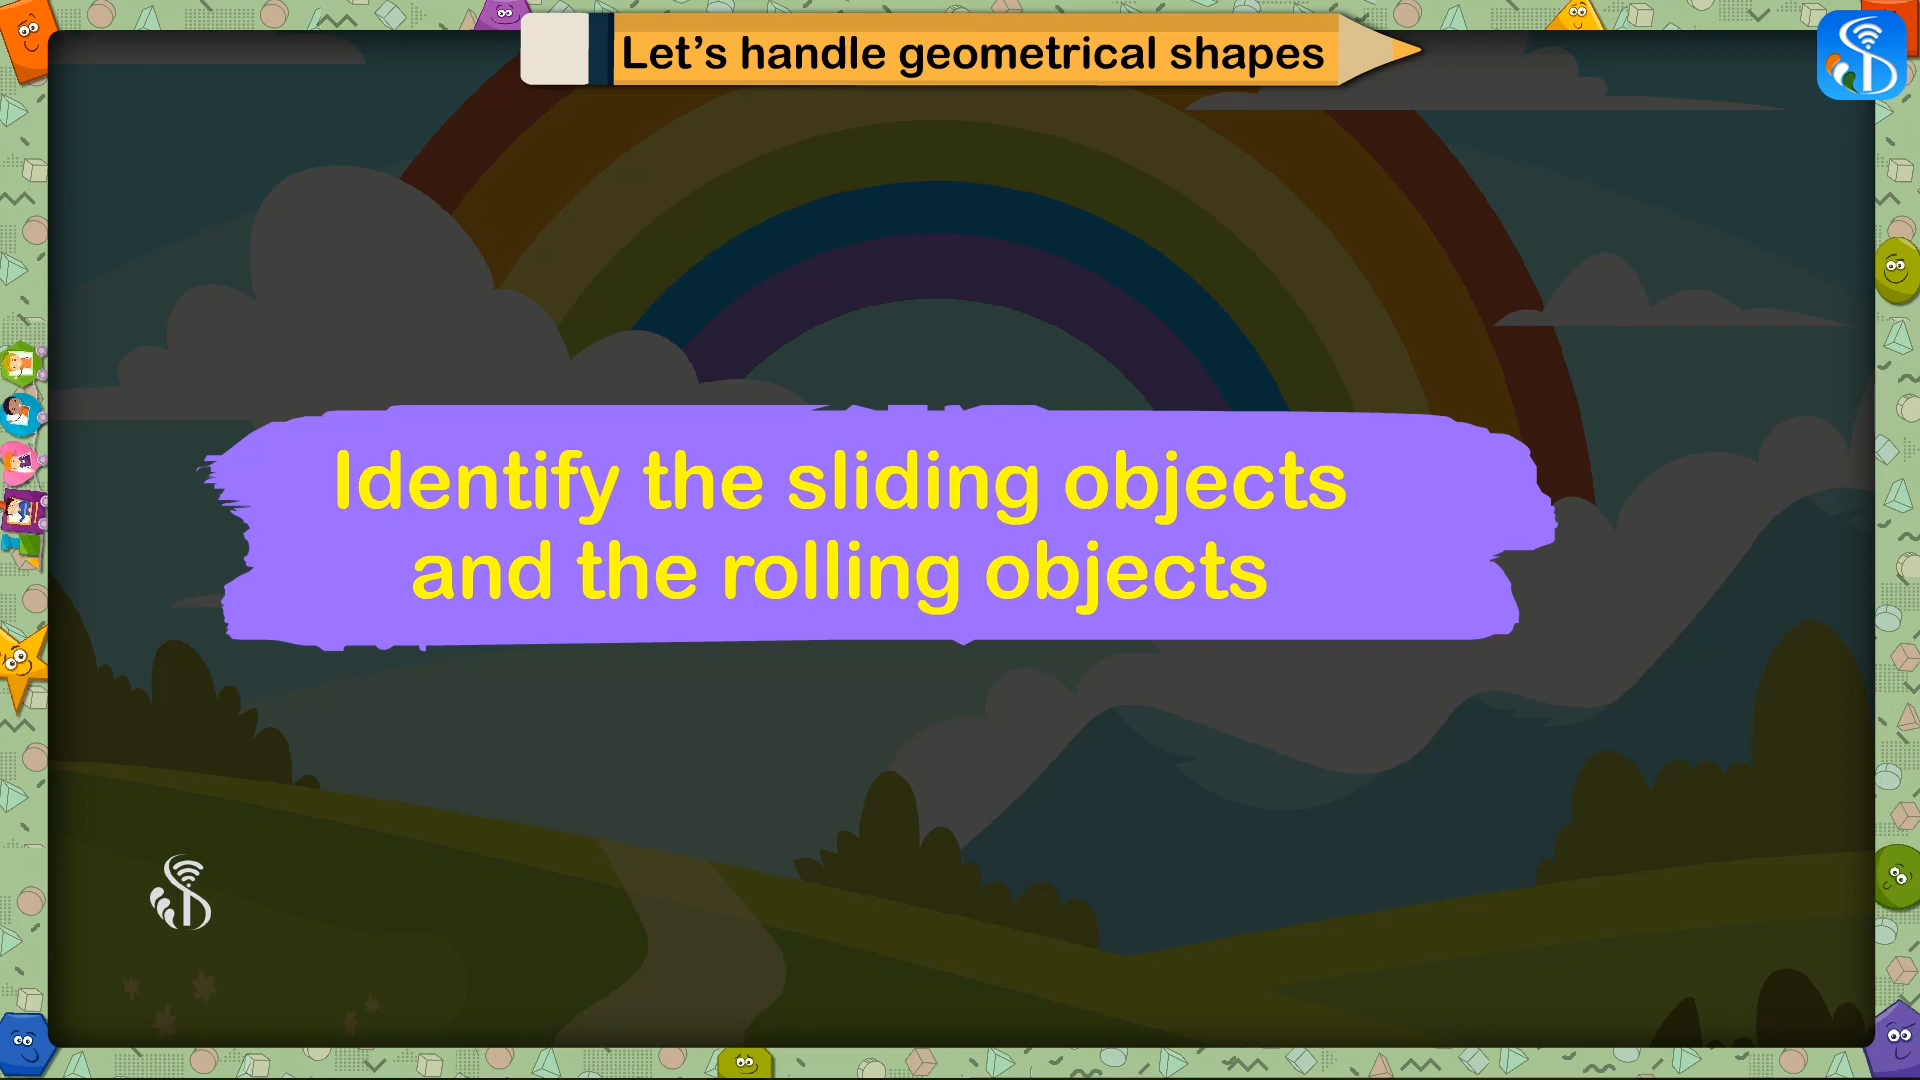 Let’s handle geometrical shapes
Identify the sliding objects
and the rolling objects